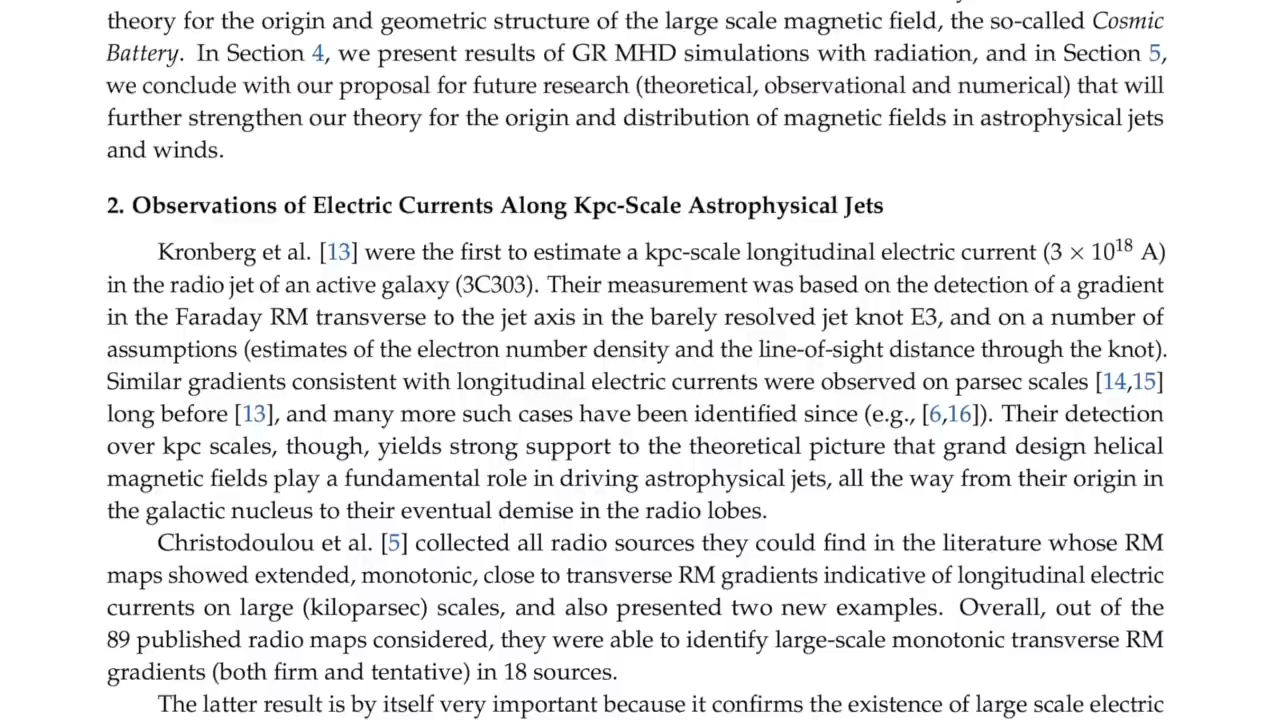 theory for the origin and geometric structure of the large scale magnetic field, the so-called Cosmic
Battery. In Section 4, we present results of GR MHD simulations with radiation, and in Section 5,
we conclude with our proposal for future research (theoretical, observational and numerical) that will
further strengthen our theory for the origin and distribution of magnetic fields in astrophysical jets
and winds.
2. Observations of Electric Currents Along Kpc-Scale Astrophysical Jets
Kronberg et al. [13] were the first to estimate a kpc-scale longitudinal electric current (3 × 10¹⁸ A)
in the radio jet of an active galaxy (3C303). Their measurement was based on the detection of a gradient
in the Faraday RM transverse to the jet axis in the barely resolved jet knot E3, and on a number of
assumptions (estimates of the electron number density and the line-of-sight distance through the knot).
Similar gradients consistent with longitudinal electric currents were observed on parsec scales [14,15]
long before [13], and many more such cases have been identified since (e.g., [6,16]). Their detection
over kpc scales, though, yields strong support to the theoretical picture that grand design helical
magnetic fields play a fundamental role in driving astrophysical jets, all the way from their origin in
the galactic nucleus to their eventual demise in the radio lobes.
Christodoulou et al. [5] collected all radio sources they could find in the literature whose RM
maps showed extended, monotonic, close to transverse RM gradients indicative of longitudinal electric
currents on large (kiloparsec) scales, and also presented two new examples. Overall, out of the
89 published radio maps considered, they were able to identify large-scale monotonic transverse RM
gradients (both firm and tentative) in 18 sources.
The latter result is by itself very important because it confirms the existence of large scale electric